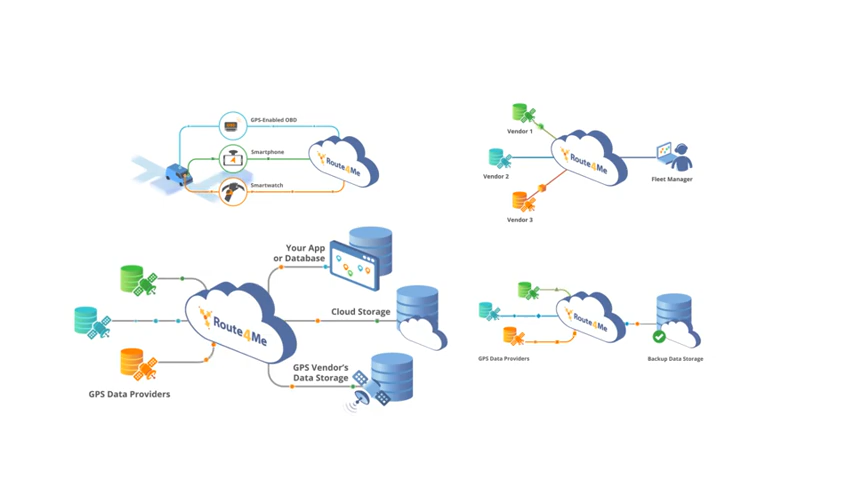 GPS-Enabled OBD
Smartphone
Smartwatch
Route4Me
Vendor 1
Vendor 2
Vendor 3
Route4Me
Fleet Manager
Your App
or Database
Cloud Storage
GPS Vendor's
Data Storage
Route4Me
GPS Data Providers
Route4Me
GPS Data Providers
Backup Data Storage